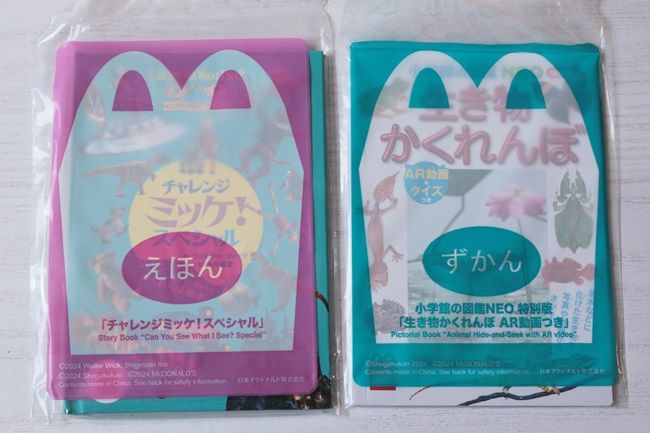 チャレンジ
ミッケ!
スペシャル
えほん
「チャレンジミッケ!スペシャル」
Story Book "Can You See What I See? Special"
©2024 Walter Wick, Shigesato Itoi
©2024 Shogakukan ©2024 McDONALD'S
Contents made in China. See back for safety information.
日本マクドナルド株式会社
NEO
生き物
かくれんぼ
AR動画
クイズ
つき
ずかん
小学館の図鑑NEO 特別版
「生き物かくれんぼ AR動画つき」
Pictorial Book "Animal Hide-and-Seek with AR video"
©Shogakukan 2024 ©2024 McDONALD'S
Contents made in China. See back for safety information.
日本マクドナルド株式会社